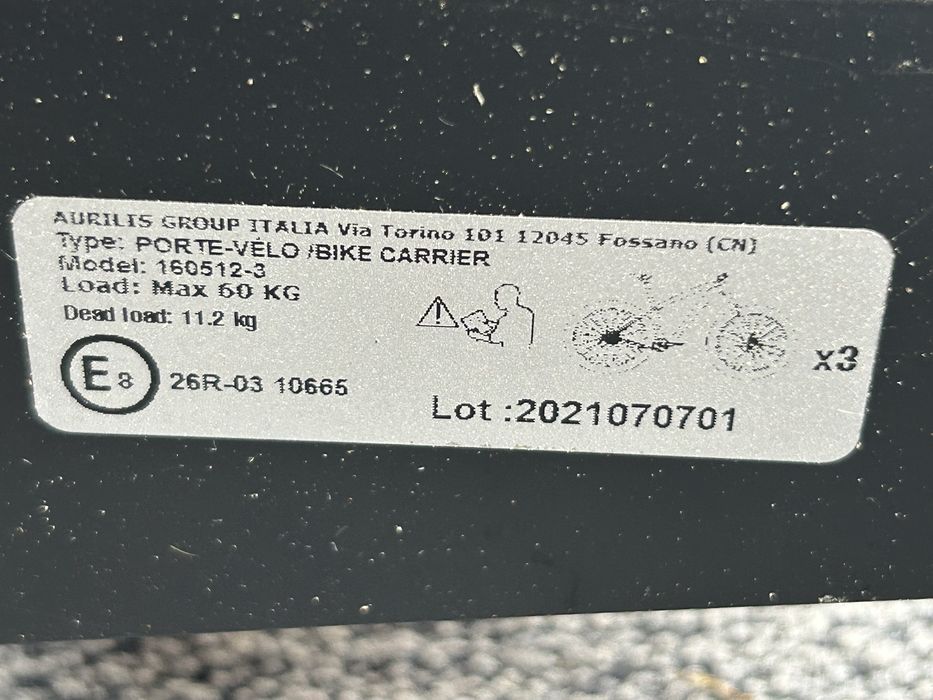 AURILIS GROUP ITALIA Via Torino 101 12045 Fossano (CN)
Type: PORTE-VÉLO /BIKE CARRIER
Model: 160512-3
Load: Max 60 KG
Dead load: 11.2 kg
E8 26R-03 10665
x3
Lot :2021070701